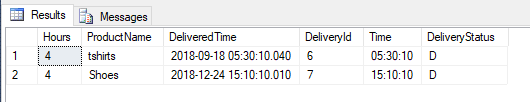 Results Messages
Hours ProductName DeliveredTime DeliveryId Time DeliveryStatus
1 4 tshirts 2018-09-18 05:30:10.040 6 05:30:10 D
2 4 Shoes 2018-12-24 15:10:10.010 7 15:10:10 D